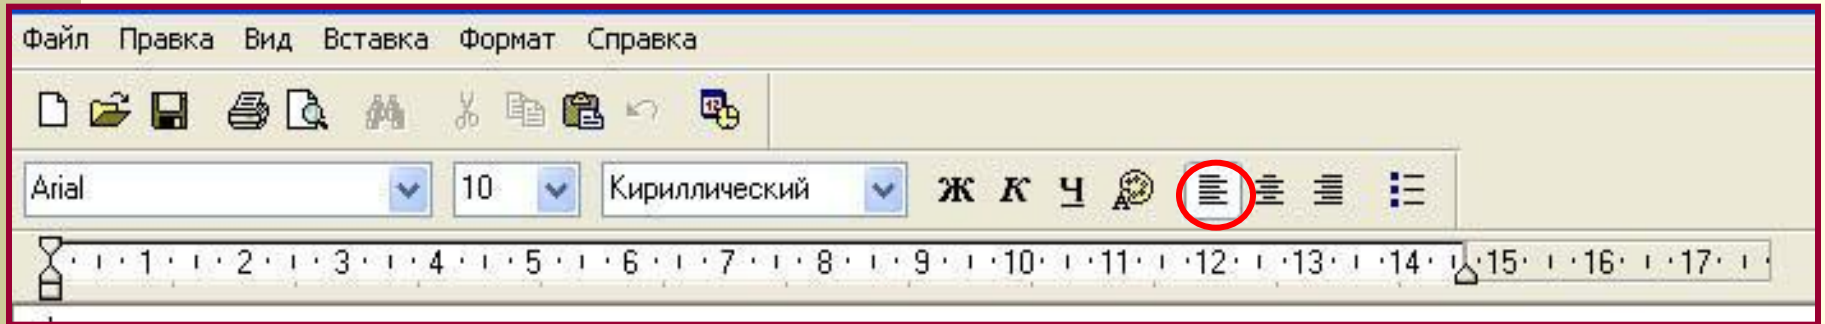 Файл Правка Вид Вставка Формат Справка
12
Arial 10 Кириллический Ж К Ч А
1 2 3 4 5 6 7 8 9 10 11 12 13 14 15 16 17